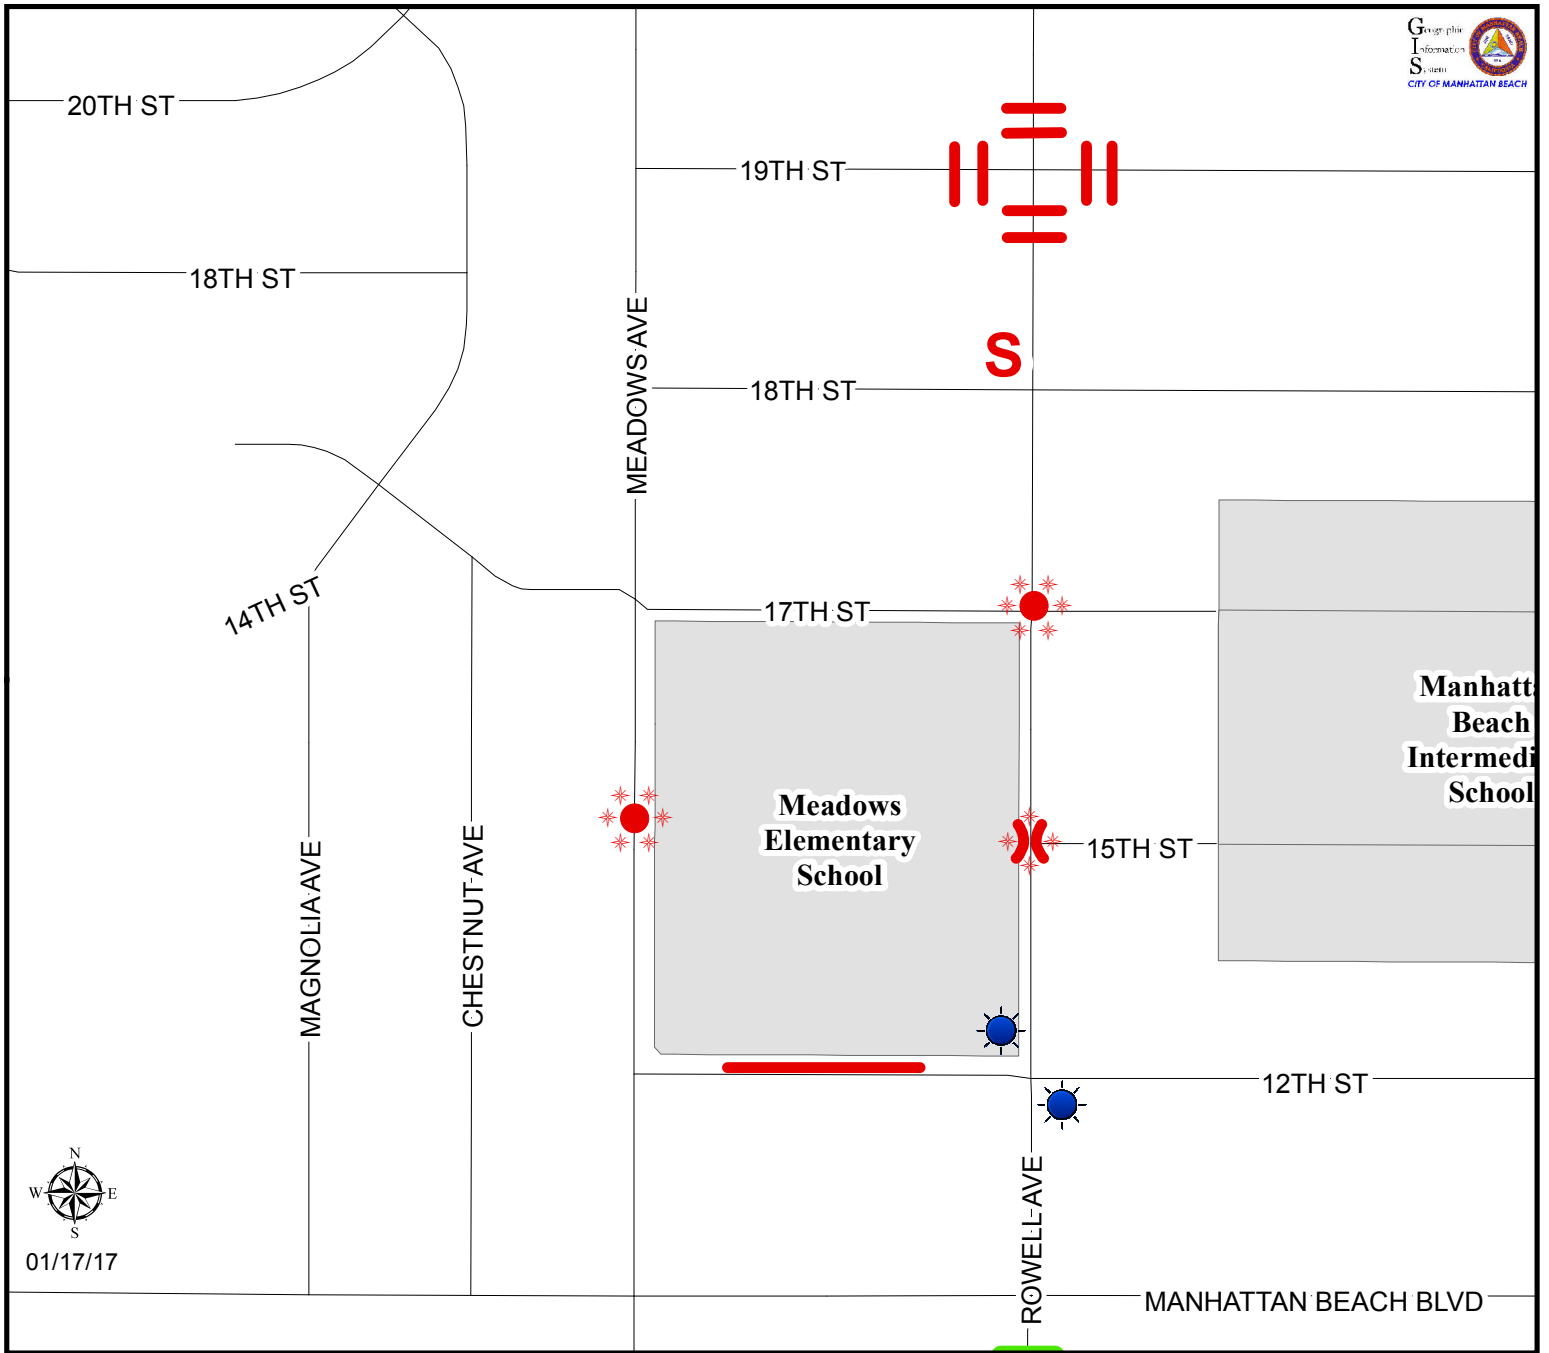 Geographic
Information
System
CITY OF MANHATTAN BEACH
20TH ST
19TH ST
18TH ST
MEADOWS AVE
S
18TH ST
14TH ST
17TH ST
Manhatta
Beach
Intermedi
School
Meadows
Elementary
School
15TH ST
MAGNOLIA AVE
CHESTNUT AVE
12TH ST
N
W E
S
01/17/17
ROWELL AVE
MANHATTAN BEACH BLVD